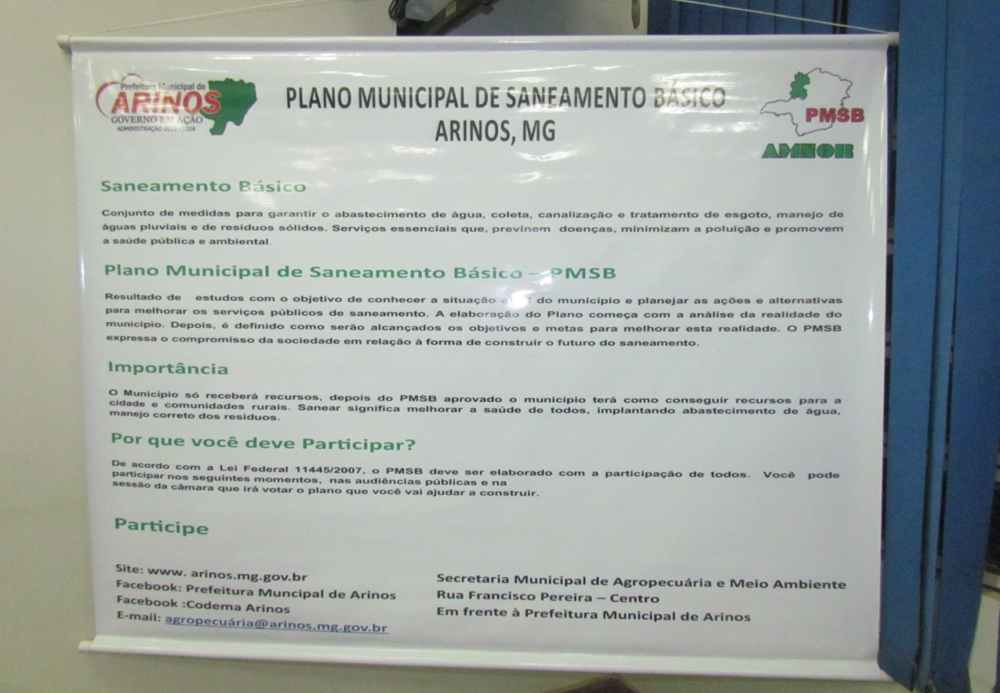 Prefeitura Municipal de
ARINOS
GOVERNO EM AÇÃO
ADMINISTRAÇÃO 2013 - 2016
PLANO MUNICIPAL DE SANEAMENTO BÁSICO
ARINOS, MG
PMSB
AMNOR
Saneamento Básico
Conjunto de medidas para garantir o abastecimento de água, coleta, canalização e tratamento de esgoto, manejo de
águas pluviais e de resíduos sólidos. Serviços essenciais que, previnem doenças, minimizam a poluição e promovem
a saúde pública e ambiental.
Plano Municipal de Saneamento Básico – PMSB
Resultado de estudos com o objetivo de conhecer a situação do município e planejar as ações e alternativas
para melhorar os serviços públicos de saneamento. A elaboração do Plano começa com a análise da realidade do
município. Depois, é definido como serão alcançados os objetivos e metas para melhorar esta realidade. O PMSB
expressa o compromisso da sociedade em relação à forma de construir o futuro do saneamento.
Importância
O Município só receberá recursos, depois do PMSB aprovado o município terá como conseguir recursos para a
cidade e comunidades rurais. Sanear significa melhorar a saúde de todos, implantando abastecimento de água,
manejo correto dos resíduos.
Por que você deve Participar?
De acordo com a Lei Federal 11445/2007, o PMSB deve ser elaborado com a participação de todos. Você pode
participar nos seguintes momentos, nas audiências públicas e na
sessão da câmara que irá votar o plano que você vai ajudar a construir.
Participe
Site: www. arinos.mg.gov.br
Facebook: Prefeitura Muncipal de Arinos
Facebook :Codema Arinos
E-mail: agropecuária@arinos.mg.gov.br
Secretaria Municipal de Agropecuária e Meio Ambiente
Rua Francisco Pereira – Centro
Em frente à Prefeitura Municipal de Arinos